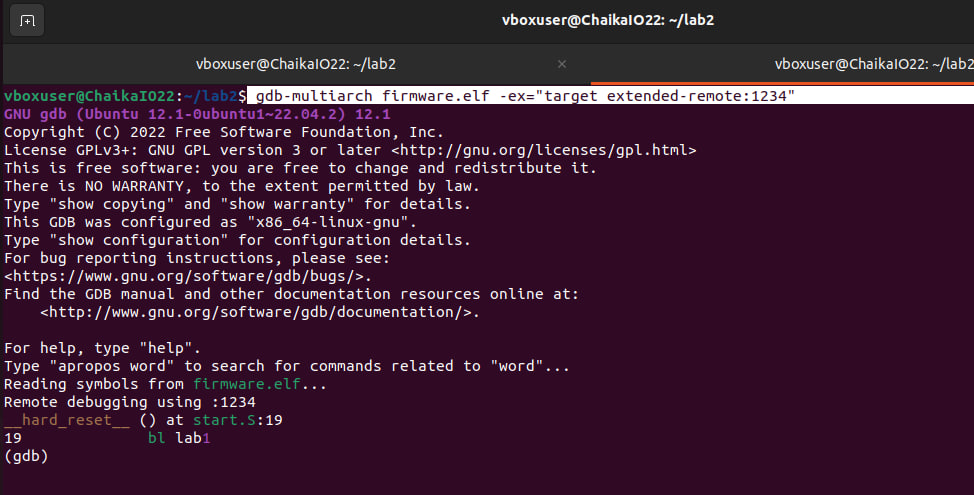 vboxuser@ChaikaIO22: ~/lab2
vboxuser@ChaikaIO22: ~/lab2 × vboxuser@ChaikaIO22: ~/lab2
vboxuser@ChaikaIO22:~/lab2$ gdb-multiarch firmware.elf -ex="target extended-remote:1234"
GNU gdb (Ubuntu 12.1-0ubuntu1~22.04.2) 12.1
Copyright (C) 2022 Free Software Foundation, Inc.
License GPLv3+: GNU GPL version 3 or later <http://gnu.org/licenses/gpl.html>
This is free software: you are free to change and redistribute it.
There is NO WARRANTY, to the extent permitted by law.
Type "show copying" and "show warranty" for details.
This GDB was configured as "x86_64-linux-gnu".
Type "show configuration" for configuration details.
For bug reporting instructions, please see:
<https://www.gnu.org/software/gdb/bugs/>.
Find the GDB manual and other documentation resources online at:
    <http://www.gnu.org/software/gdb/documentation/>.

For help, type "help".
Type "apropos word" to search for commands related to "word"...
Reading symbols from firmware.elf...
Remote debugging using :1234
__hard_reset__ () at start.S:19
19              bl lab1
(gdb)